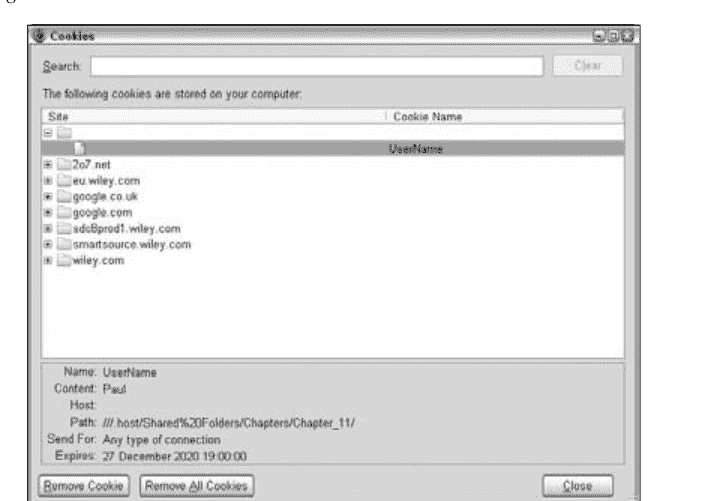 Cookies
Search:
Clear
The following cookies are stored on your computer:
Site Cookie Name
UserName
2o7.net
eu.wiley.com
google.co.uk
google.com
sdc8prod1.wiley.com
smartsource.wiley.com
wiley.com
Name: UserName
Content: Paul
Host:
Path: ///.host/Shared%20Folders/Chapters/Chapter_11/
Send For: Any type of connection
Expires: 27 December 2020 19:00:00
Remove Cookie Remove All Cookies Close